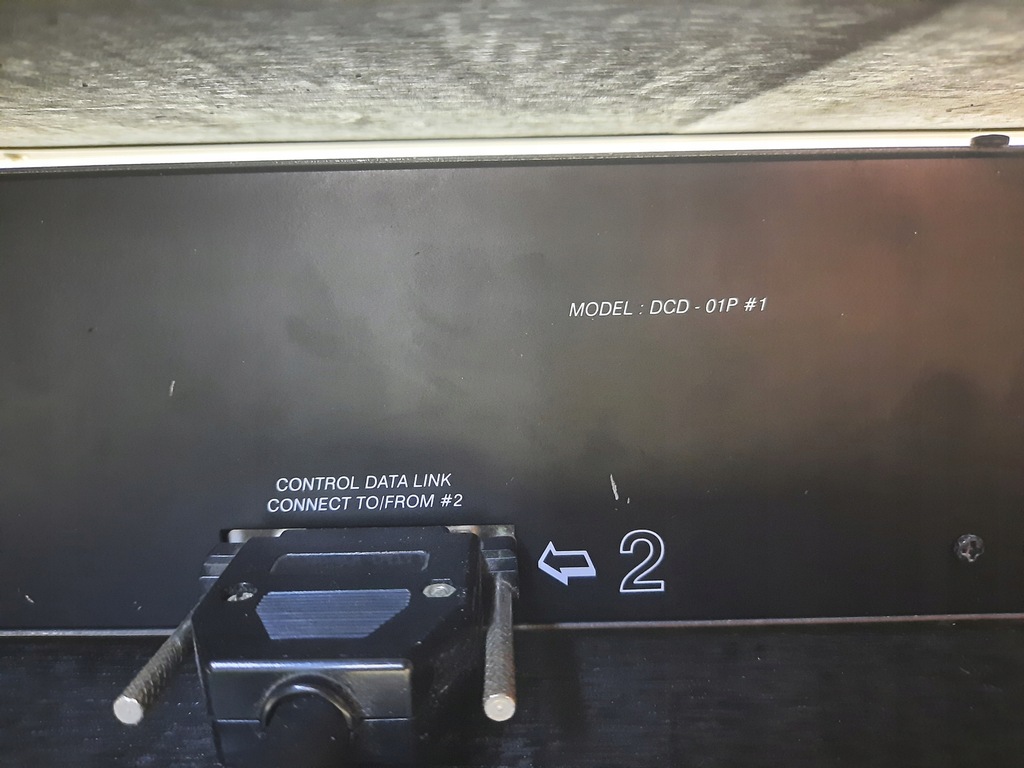 MODEL : DCD - 01P #1
CONTROL DATA LINK
CONNECT TO/FROM #2
2